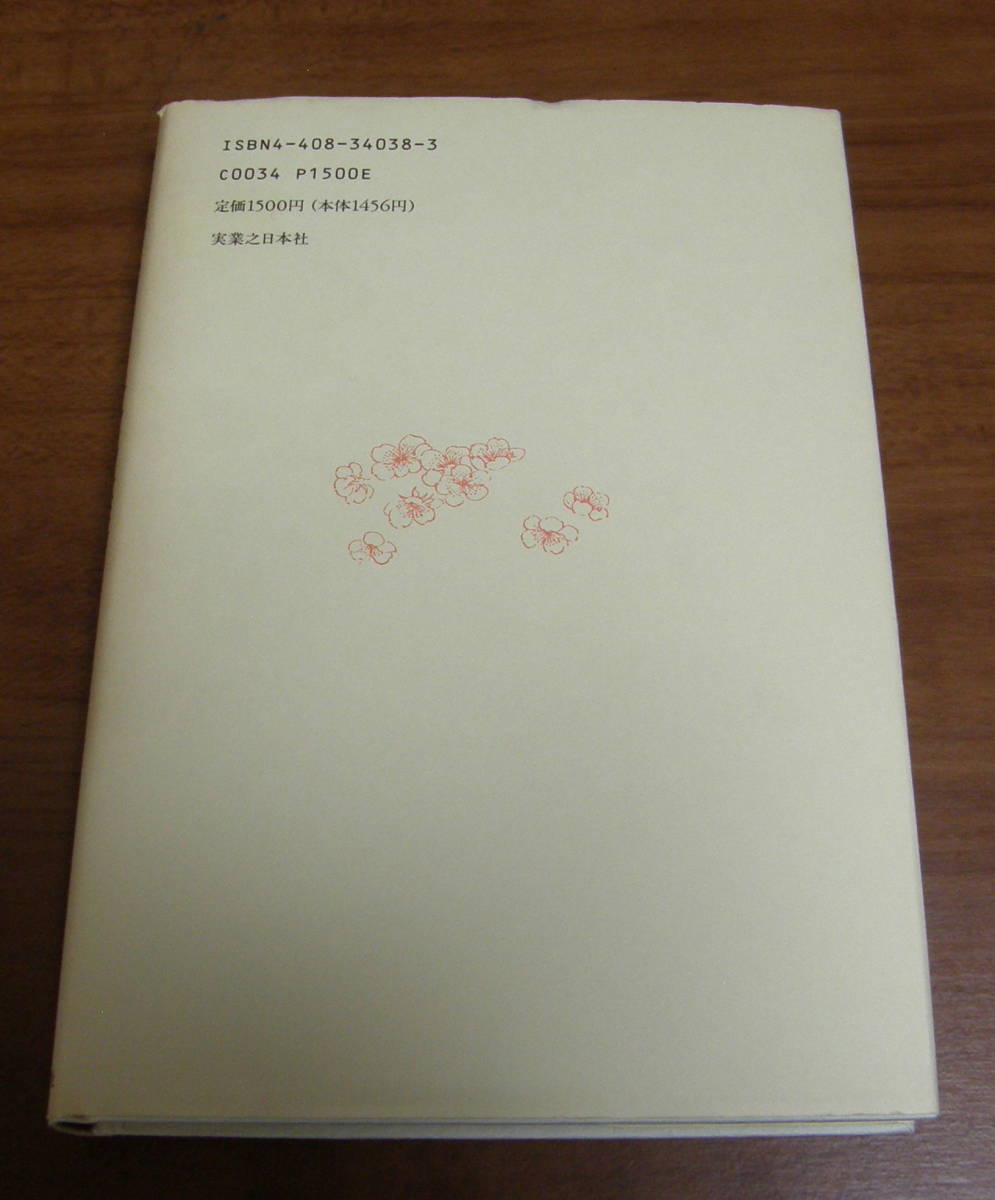 ISBN4-408-34038-3
C0034 P1500E
定価1500円(本体1456円)
実業之日本社